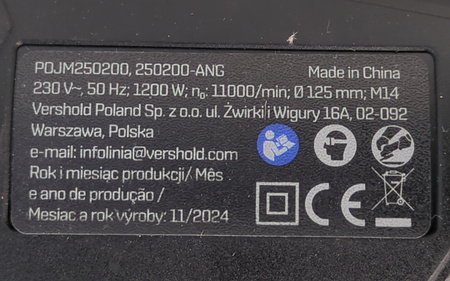 POJM250200, 250200-ANG Made in China
230 V~, 50 Hz; 1200 W; n₀: 11000/min; Ø 125 mm; M14
Vershold Poland Sp. z o.o. ul. Żwirki i Wigury 16A, 02-092
Warszawa, Polska
e-mail: infolinia@vershold.com
Rok i miesiąc produkcji/ Mês
e ano de produção /
Mesiac a rok výroby: 11/2024
CE